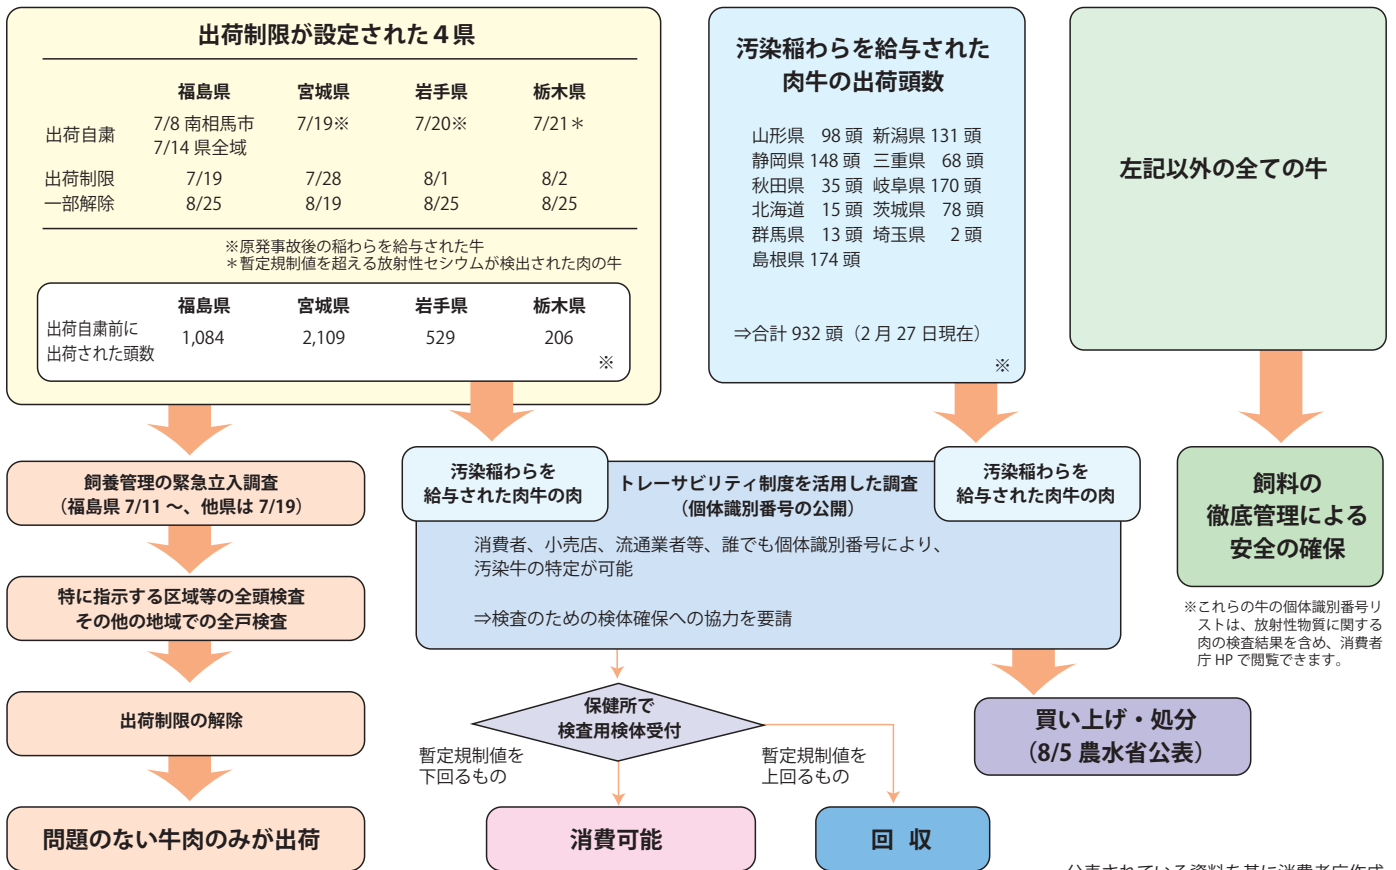 出荷制限が設定された4県
福島県 宮城県 岩手県 栃木県
出荷自粛 7/8 南相馬市 7/19※ 7/20※ 7/21＊
7/14 県全域
出荷制限 7/19 7/28 8/1 8/2
一部解除 8/25 8/19 8/25 8/25
※原発事故後の稲わらを給与された牛
＊暫定規制値を超える放射性セシウムが検出された肉の牛
福島県 宮城県 岩手県 栃木県
出荷自粛前に
出荷された頭数 1,084 2,109 529 206
※
汚染稲わらを給与された
肉牛の出荷頭数
山形県 98 頭 新潟県 131 頭
静岡県 148 頭 三重県 68 頭
秋田県 35 頭 岐阜県 170 頭
北海道 15 頭 茨城県 78 頭
群馬県 13 頭 埼玉県 2 頭
島根県 174 頭
⇒合計 932 頭（2 月 27 日現在）
※
左記以外の全ての牛
飼養管理の緊急立入調査
（福島県 7/11 〜、他県は 7/19）
特に指示する区域等の全頭検査
その他の地域での全戸検査
出荷制限の解除
問題のない牛肉のみが出荷
汚染稲わらを
給与された肉牛の肉
トレーサビリティ制度を活用した調査
（個体識別番号の公開）
汚染稲わらを
給与された肉牛の肉
消費者、小売店、流通業者等、誰でも個体識別番号により、
汚染牛の特定が可能
⇒検査のための検体確保への協力を要請
保健所で
検査用検体受付
暫定規制値を
下回るもの
暫定規制値を
上回るもの
消費可能
回 収
買い上げ・処分
（8/5 農水省公表）
飼料の
徹底管理による
安全の確保
※これらの牛の個体識別番号リ
ストは、放射性物質に関する
肉の検査結果を含め、消費者
庁 HP で閲覧できます。
公表されている資料を基に消費者庁作成